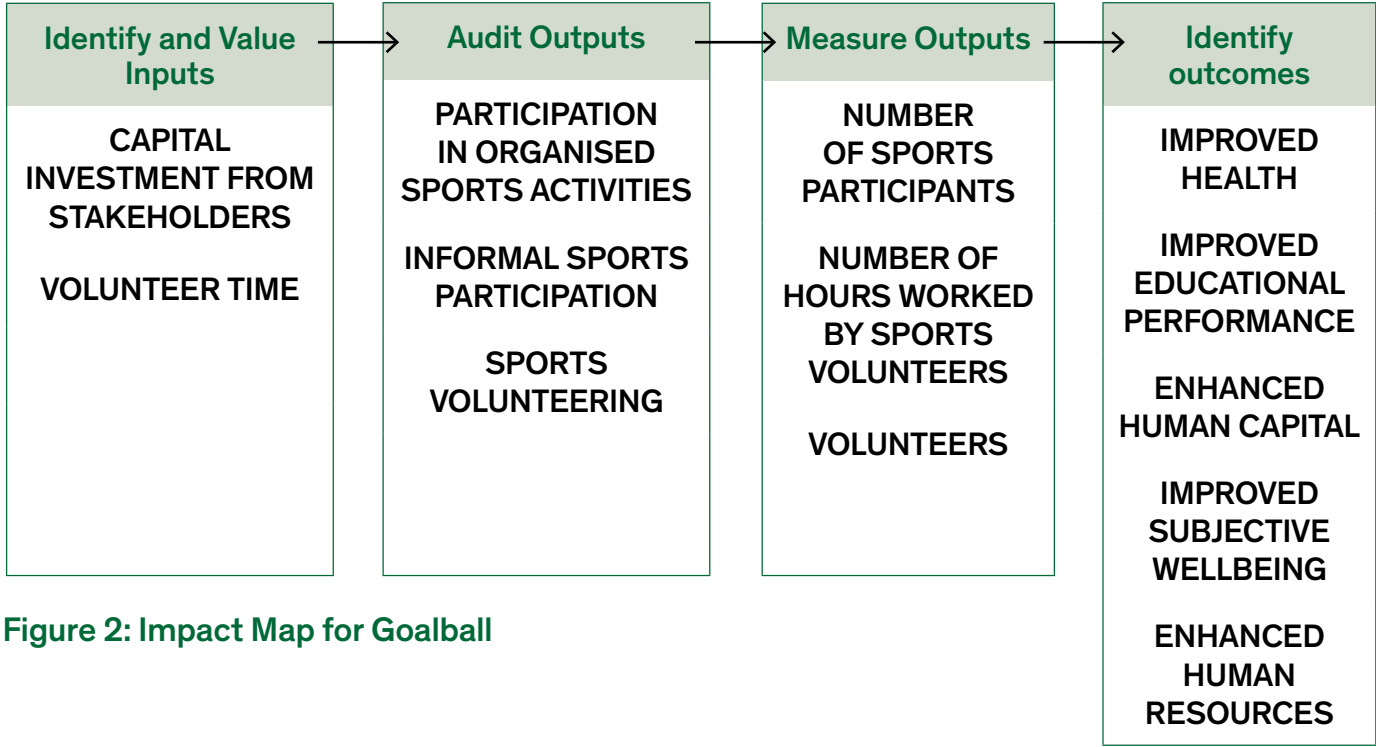 Identify and Value
Inputs
CAPITAL
INVESTMENT FROM
STAKEHOLDERS
VOLUNTEER TIME
Audit Outputs
PARTICIPATION
IN ORGANISED
SPORTS ACTIVITIES
INFORMAL SPORTS
PARTICIPATION
SPORTS
VOLUNTEERING
Measure Outputs
NUMBER
OF SPORTS
PARTICIPANTS
NUMBER OF
HOURS WORKED
BY SPORTS
VOLUNTEERS
VOLUNTEERS
Identify
outcomes
IMPROVED
HEALTH
IMPROVED
EDUCATIONAL
PERFORMANCE
ENHANCED
HUMAN CAPITAL
IMPROVED
SUBJECTIVE
WELLBEING
ENHANCED
HUMAN
RESOURCES
Figure 2: Impact Map for Goalball